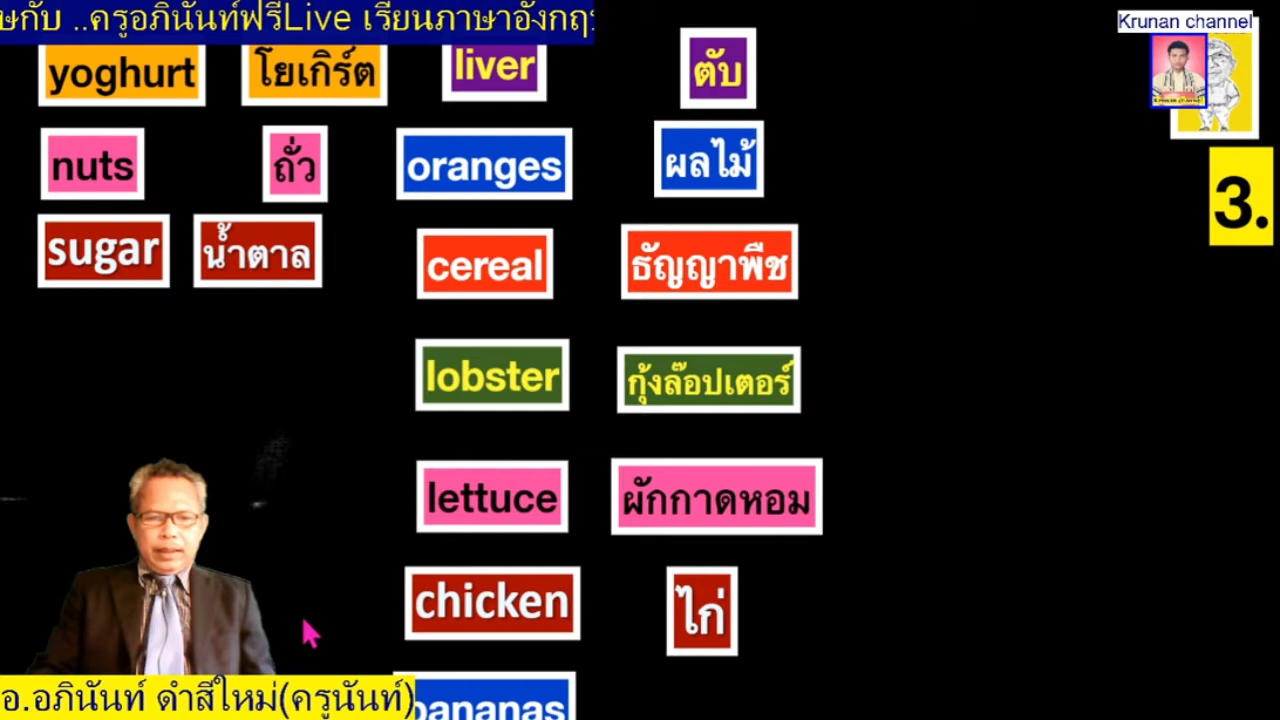 ษกับ ..ครูอภินันท์ฟรีLive เรียนภาษาอังกฤษ
Krunan channel
yoghurt โยเกิร์ต liver ตับ
nuts ถั่ว oranges ผลไม้
3.
sugar น้ำตาล cereal ธัญญาพืช
lobster กุ้งล๊อปเตอร์
lettuce ผักกาดหอม
chicken ไก่
อ.อภินันท์ ดำสีใหม่(ครูนันท์)
bananas